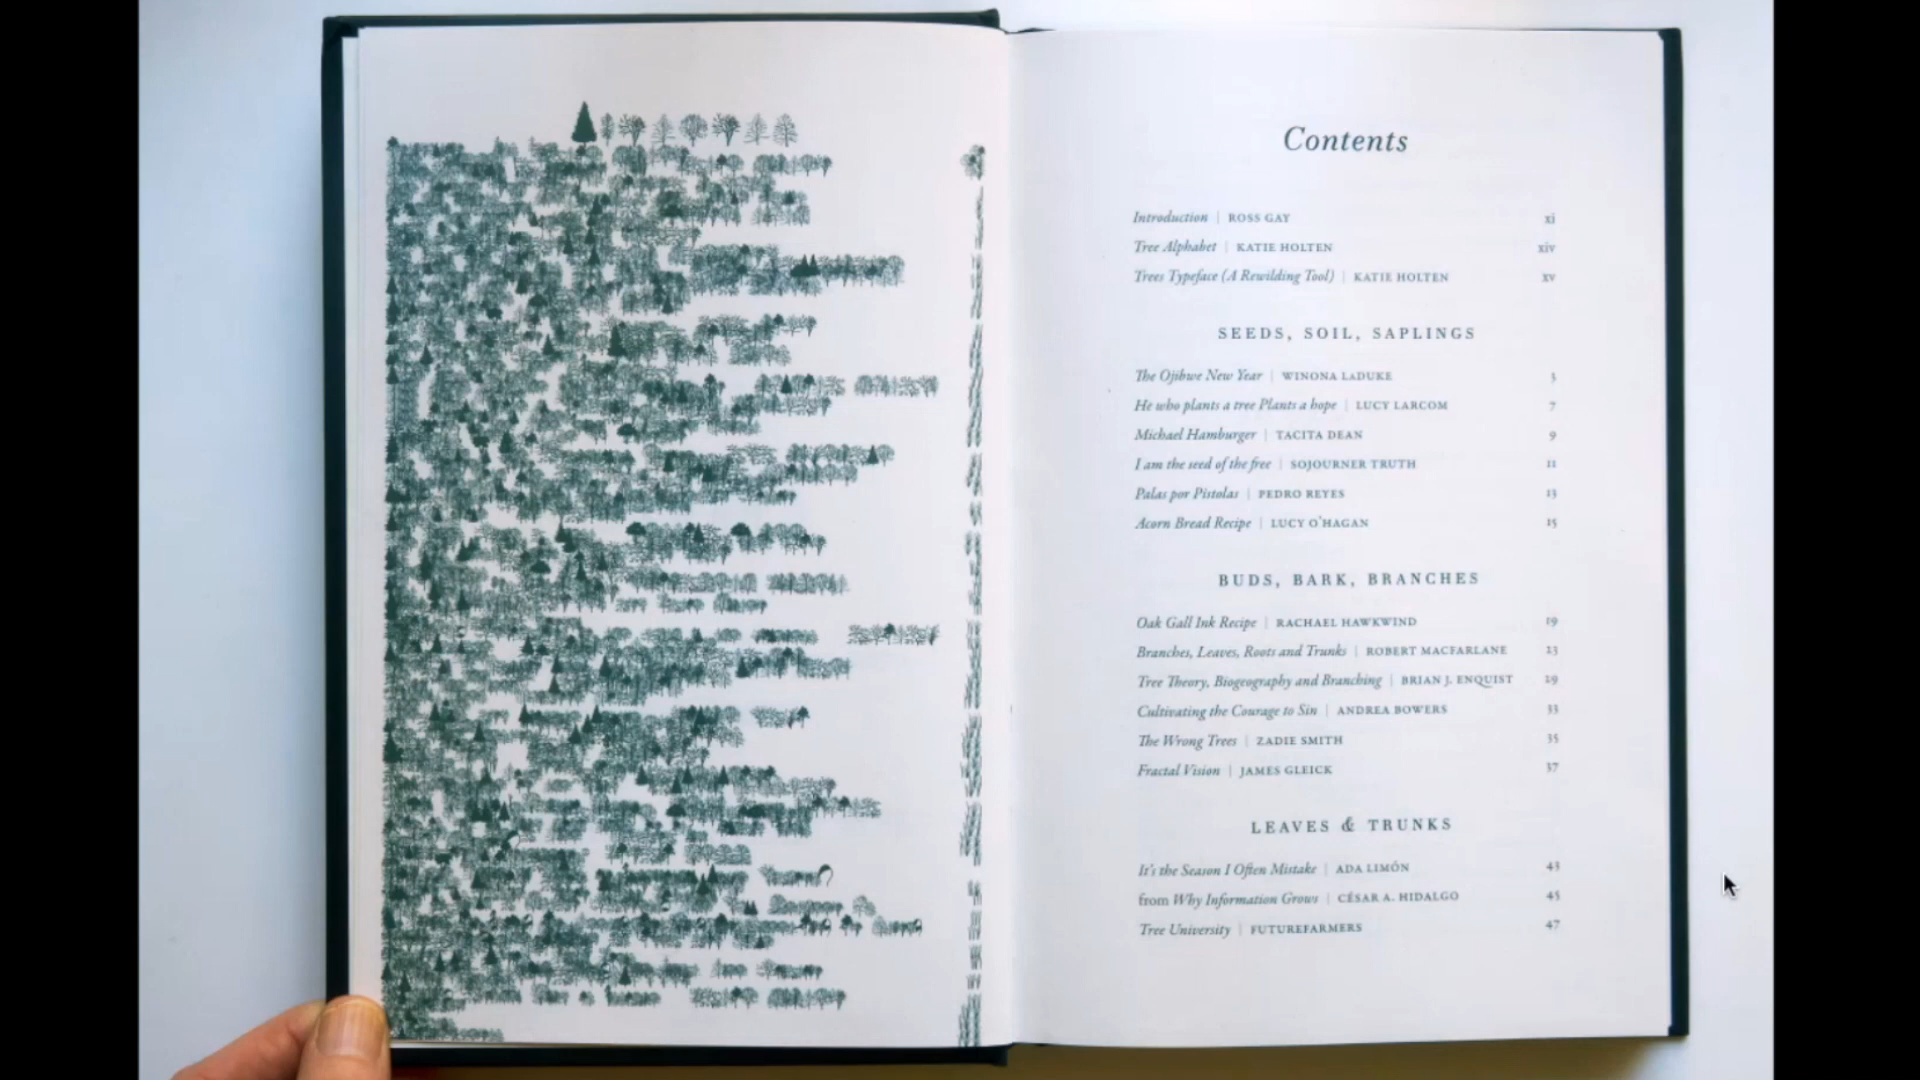 Contents
Introduction | ROSS GAY xi
Tree Alphabet | KATIE HOLTEN xiv
Trees Typeface (A Rewilding Tool) | KATIE HOLTEN xv
SEEDS, SOIL, SAPLINGS
The Ojibwe New Year | WINONA LADUKE 5
He who plants a tree Plants a hope | LUCY LARCOM 7
Michael Hamburger | TACITA DEAN 9
I am the seed of the free | SOJOURNER TRUTH 11
Palas por Pistolas | PEDRO REYES 13
Acorn Bread Recipe | LUCY O'HAGAN 15
BUDS, BARK, BRANCHES
Oak Gall Ink Recipe | RACHAEL HAWKWIND 19
Branches, Leaves, Roots and Trunks | ROBERT MACFARLANE 23
Tree Theory, Biogeography and Branching | BRIAN J. ENQUIST 29
Cultivating the Courage to Sin | ANDREA BOWERS 33
The Wrong Trees | ZADIE SMITH 35
Fractal Vision | JAMES GLEICK 37
LEAVES & TRUNKS
It's the Season I Often Mistake | ADA LIMÓN 43
from Why Information Grows | CÉSAR A. HIDALGO 45
Tree University | FUTUREFARMERS 47